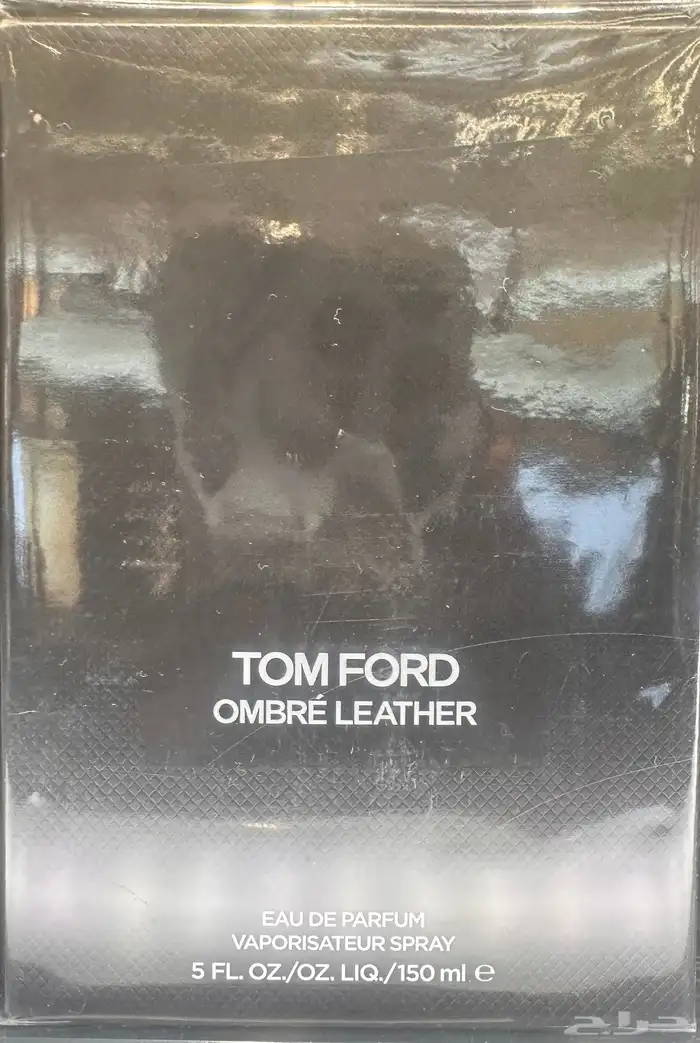 TOM FORD
OMBRÉ LEATHER
EAU DE PARFUM
VAPORISATEUR SPRAY
5 FL. OZ./OZ. LIQ./150 ml ℮
حراج